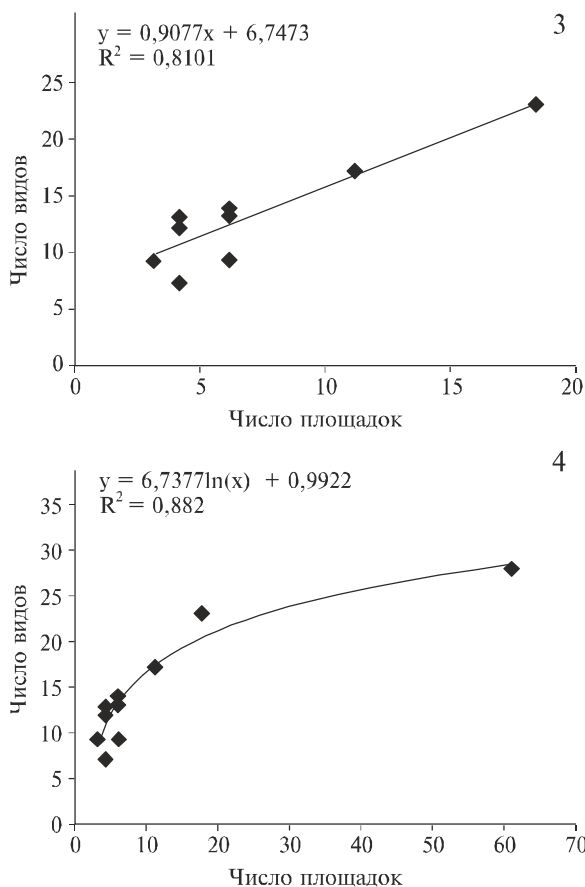 3
y = 0,9077x + 6,7473
R² = 0,8101
Число видов
25
20
15
10
5
0
0 5 10 15 20
Число площадок
4
y = 6,7377ln(x) + 0,9922
R² = 0,882
Число видов
35
30
25
20
15
10
5
0
0 10 20 30 40 50 60 70
Число площадок